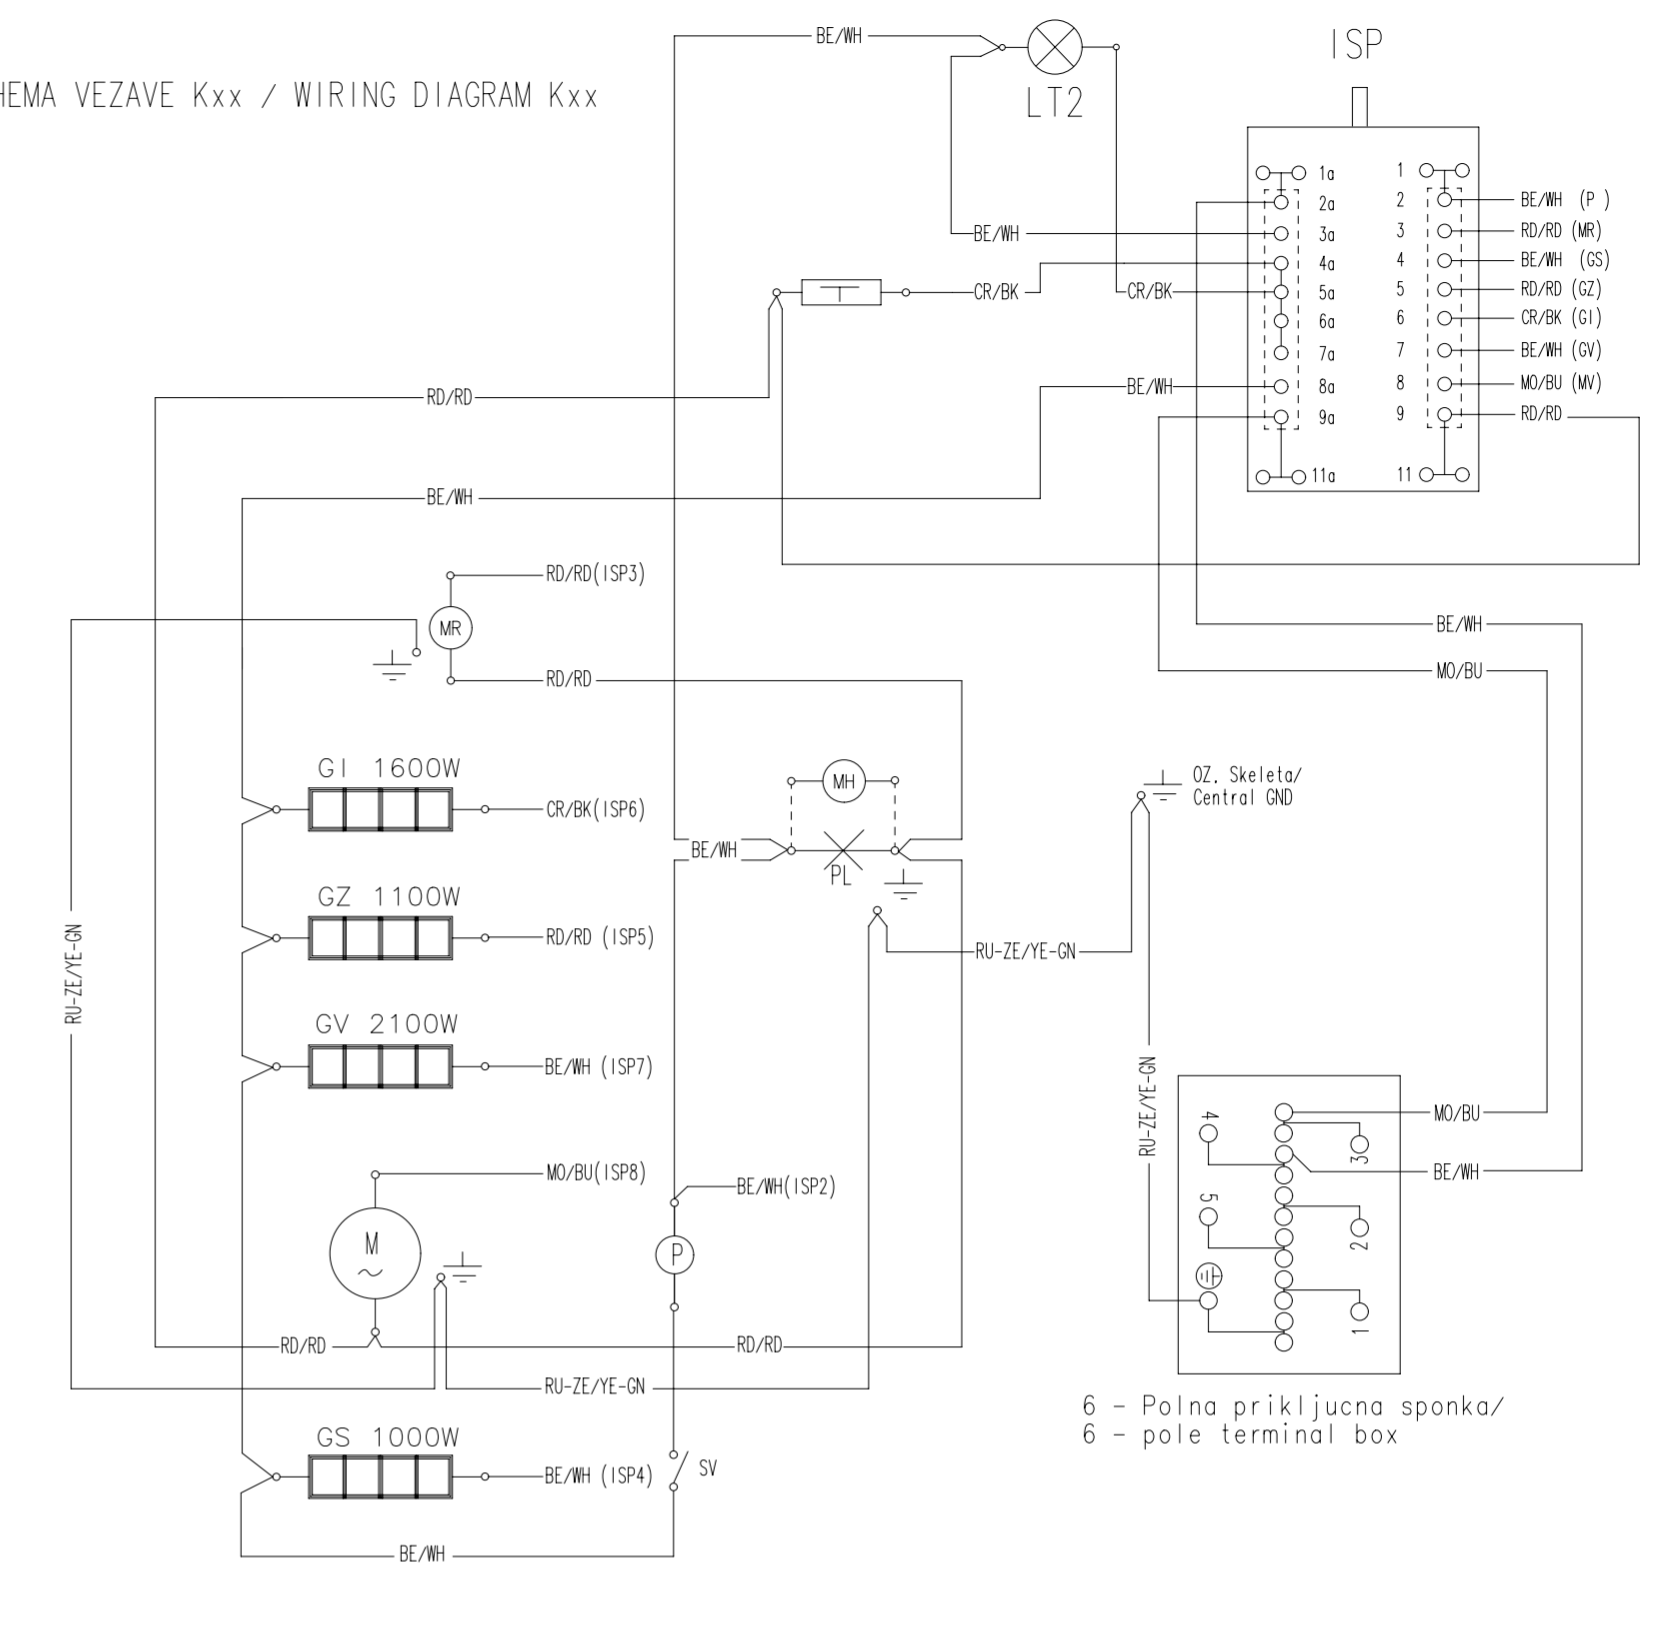 HEMA VEZAVE Kxx / WIRING DIAGRAM Kxx
BE/WH
LT2
ISP
1a 1
2a 2 BE/WH (P )
BE/WH 3a 3 RD/RD (MR)
4a 4 BE/WH (GS)
CR/BK CR/BK 5a 5 RD/RD (GZ)
6a 6 CR/BK (GI)
7a 7 BE/WH (GV)
RD/RD BE/WH 8a 8 MO/BU (MV)
9a 9 RD/RD
11a 11
BE/WH
RD/RD(ISP3)
MR
BE/WH
RD/RD
MO/BU
GI 1600W
CR/BK(ISP6)
MH
OZ. Skeleta/
Central GND
BE/WH
PL
GZ 1100W
RD/RD (ISP5)
RU-ZE/YE-GN
RU-ZE/YE-GN
GV 2100W
BE/WH (ISP7)
RU-ZE/YE-GN
4
3
MO/BU
BE/WH
5
2
1
MO/BU(ISP8)
BE/WH(ISP2)
M
P
RD/RD
RD/RD
RU-ZE/YE-GN
6 - Polna prikljucna sponka/
6 - pole terminal box
GS 1000W
BE/WH (ISP4)
SV
BE/WH